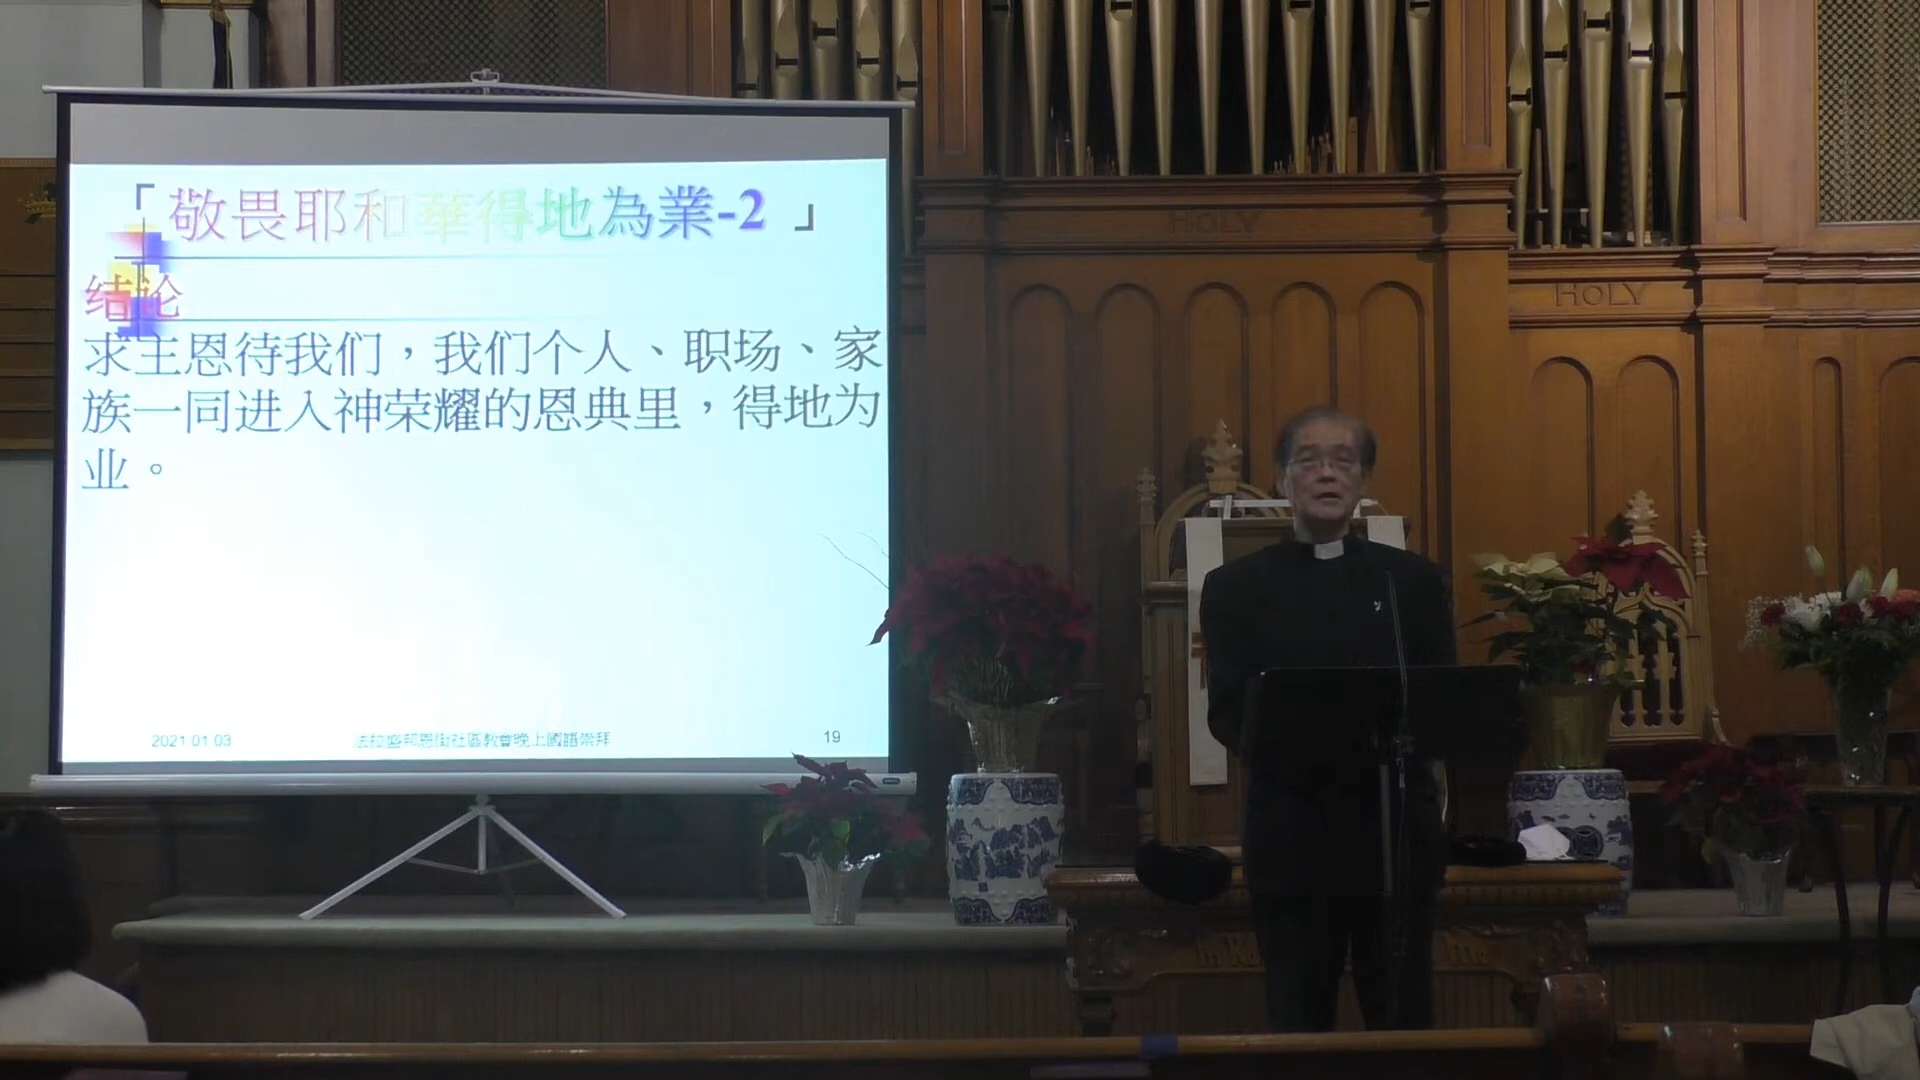 「敬畏耶和華得地為業-2 」
结论
求主恩待我们，我们个人、职场、家
族一同进入神荣耀的恩典里，得地为
业。
2021 01 03
法拉盛邦恩街社區教會晚上國語崇拜
19
HOLY
HOLY
in Re
Me